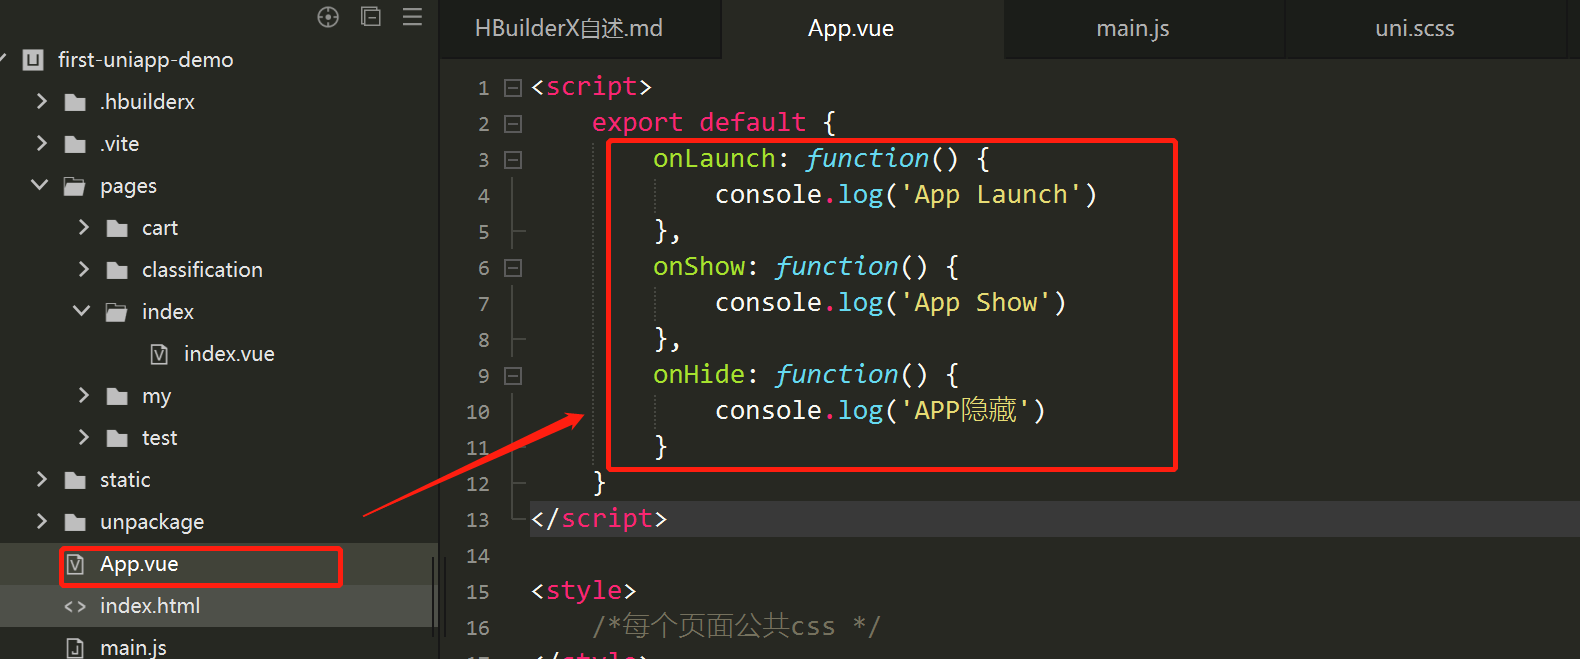 first-uniapp-demo
.hbuilderx
.vite
pages
cart
classification
index
index.vue
my
test
static
unpackage
App.vue
index.html
main.js
HBuilderX自述.md App.vue main.js uni.scss
1 <script>
2 export default {
3 onLaunch: function() {
4 console.log('App Launch')
5 },
6 onShow: function() {
7 console.log('App Show')
8 },
9 onHide: function() {
10 console.log('APP隐藏')
11 }
12 }
13 </script>
14
15 <style>
16 /*每个页面公共css */
17 </style>